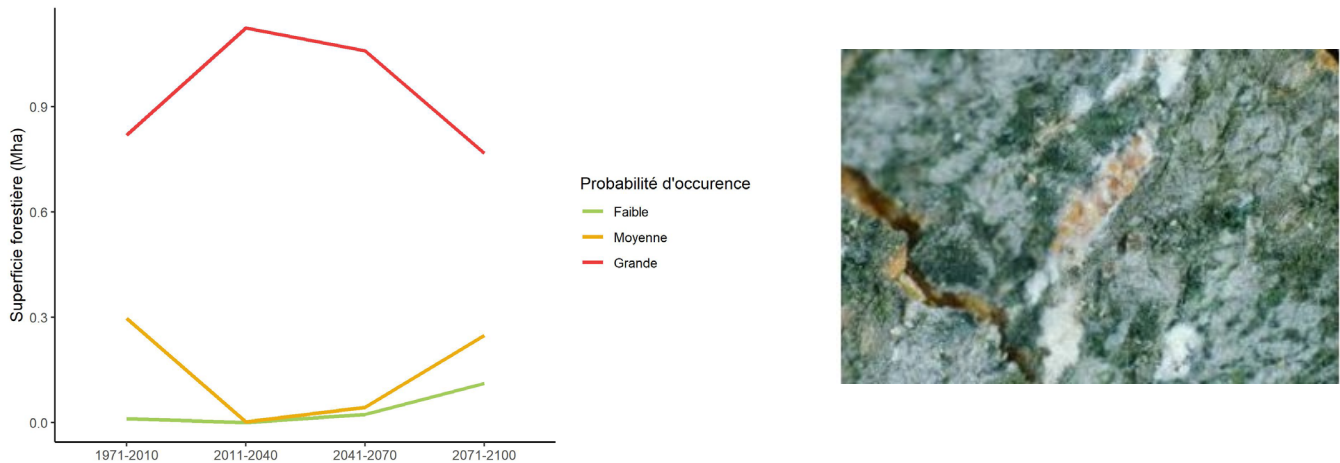 Superficie forestière (Mha)
0.9
0.6
0.3
0.0
1971-2010 2011-2040 2041-2070 2071-2100
Probabilité d'occurence
Faible
Moyenne
Grande